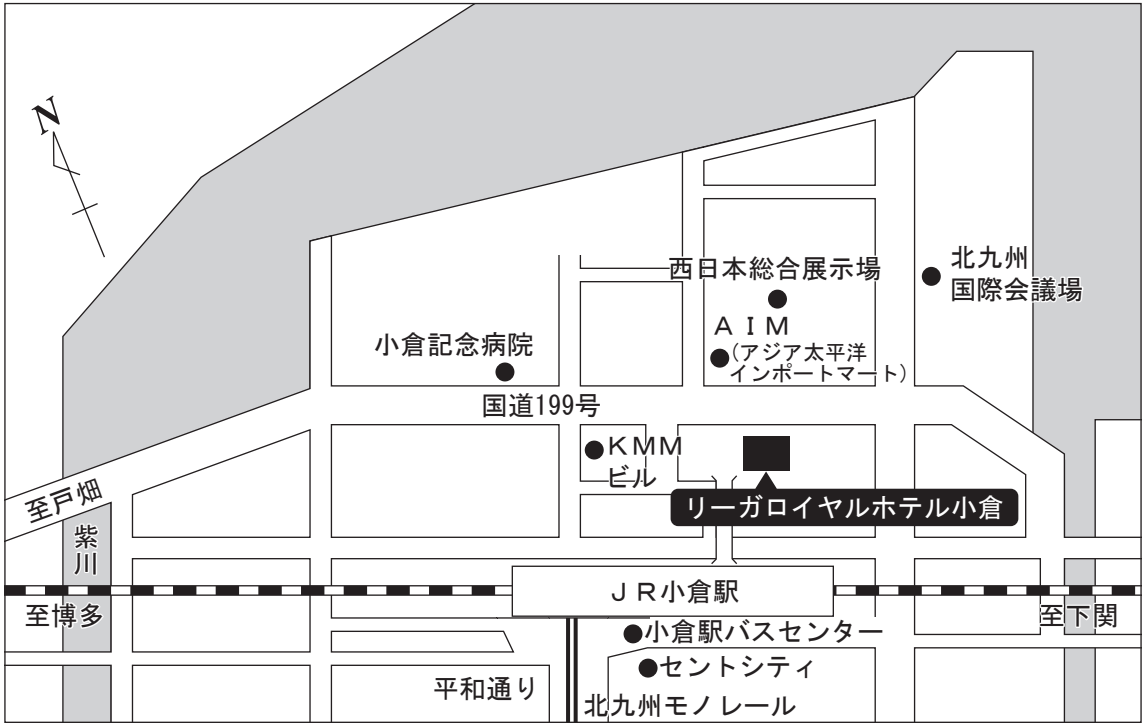 N
西日本総合展示場
北九州
国際会議場
ＡＩＭ
(アジア太平洋
インポートマート)
小倉記念病院
国道199号
ＫＭＭ
ビル
リーガロイヤルホテル小倉
至戸畑
紫川
ＪＲ小倉駅
至博多
至下関
小倉駅バスセンター
セントシティ
平和通り
北九州モノレール